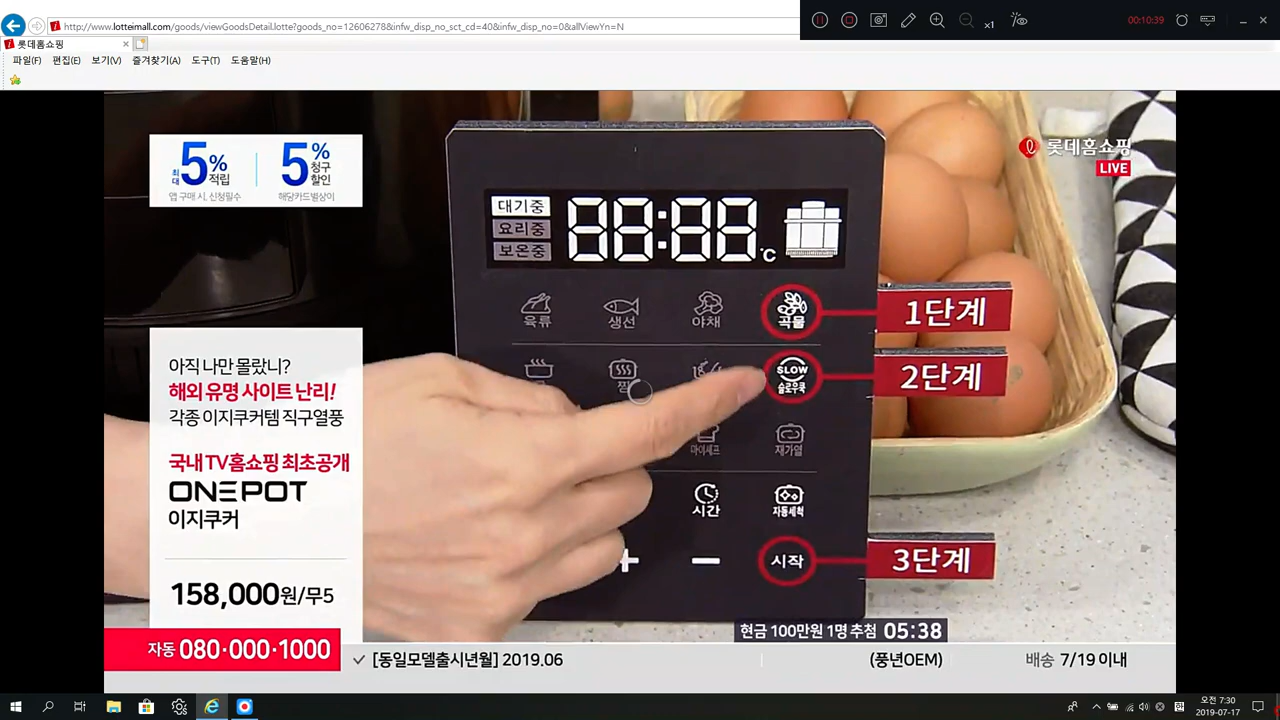 http://www.lotteimall.com/goods/viewGoodsDetail.lotte?goods_no=12606278&infw_disp_no_sct_cd=40&infw_disp_no=0&allViewYn=N
x1
00:10:39
롯데홈쇼핑
파일(F) 편집(E) 보기(V) 즐겨찾기(A) 도구(T) 도움말(H)
최대 5% 적립
앱 구매 시, 신청필수
5% 청구할인
해당카드별상이
롯데홈쇼핑
LIVE
대기중
요리중
보온중
88:88 °C
육류 생선 야채 곡물
1단계
찜
SLOW
슬로우쿡
2단계
마이셰프 재가열
시간 자동세척
+ − 시작
3단계
아직 나만 몰랐니?
해외 유명 사이트 난리!
각종 이지쿠커템 직구열풍
국내 TV홈쇼핑 최초공개
ONEPOT
이지쿠커
158,000원/무5
자동 080·000·1000
현금 100만원 1명 추첨 05:38
[동일모델출시년월] 2019.06
(풍년OEM)
배송 7/19 이내
오전 7:30
2019-07-17